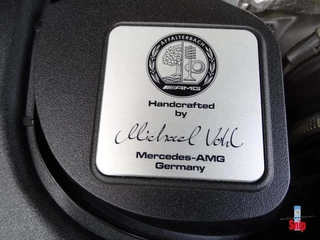 AFFALTERBACH
AMG
Handcrafted
by
Michael Vohl
Mercedes-AMG
Germany